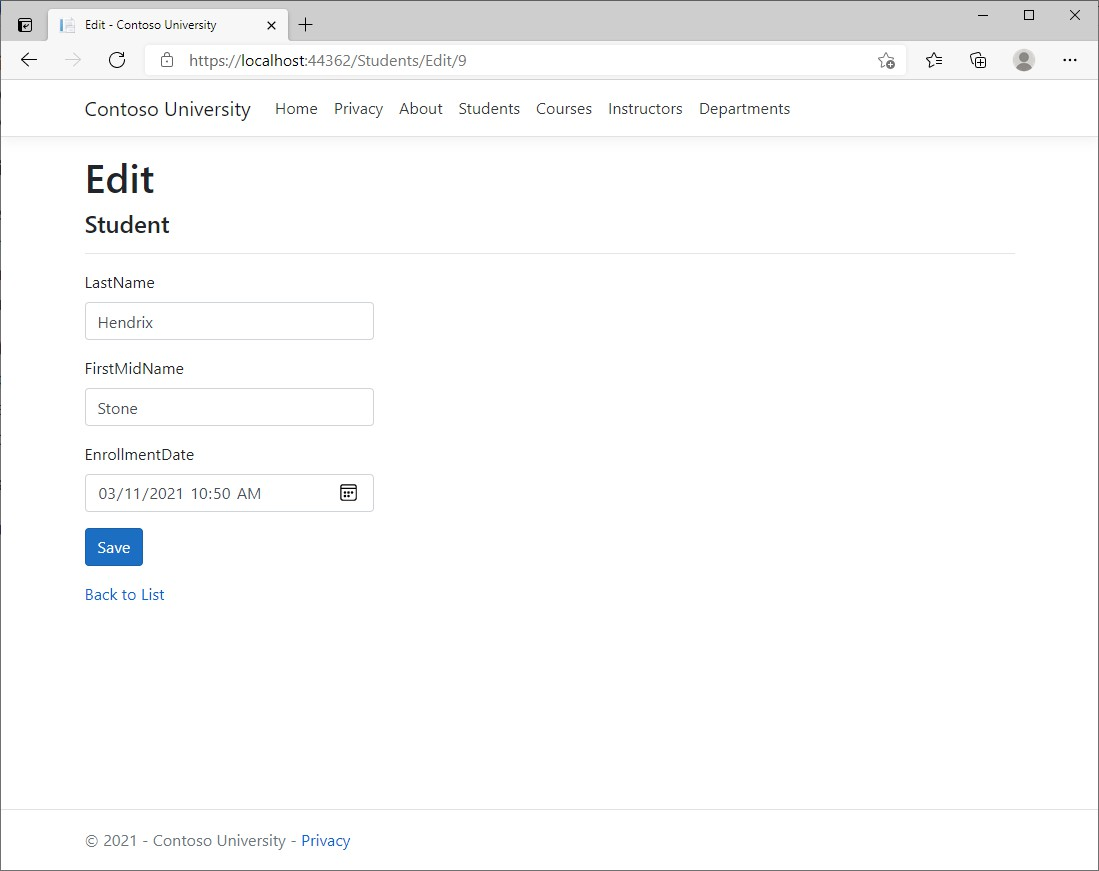 Edit - Contoso University
https://localhost:44362/Students/Edit/9
Contoso University Home Privacy About Students Courses Instructors Departments
Edit
Student
LastName
Hendrix
FirstMidName
Stone
EnrollmentDate
03/11/2021 10:50 AM
Save
Back to List
© 2021 - Contoso University - Privacy